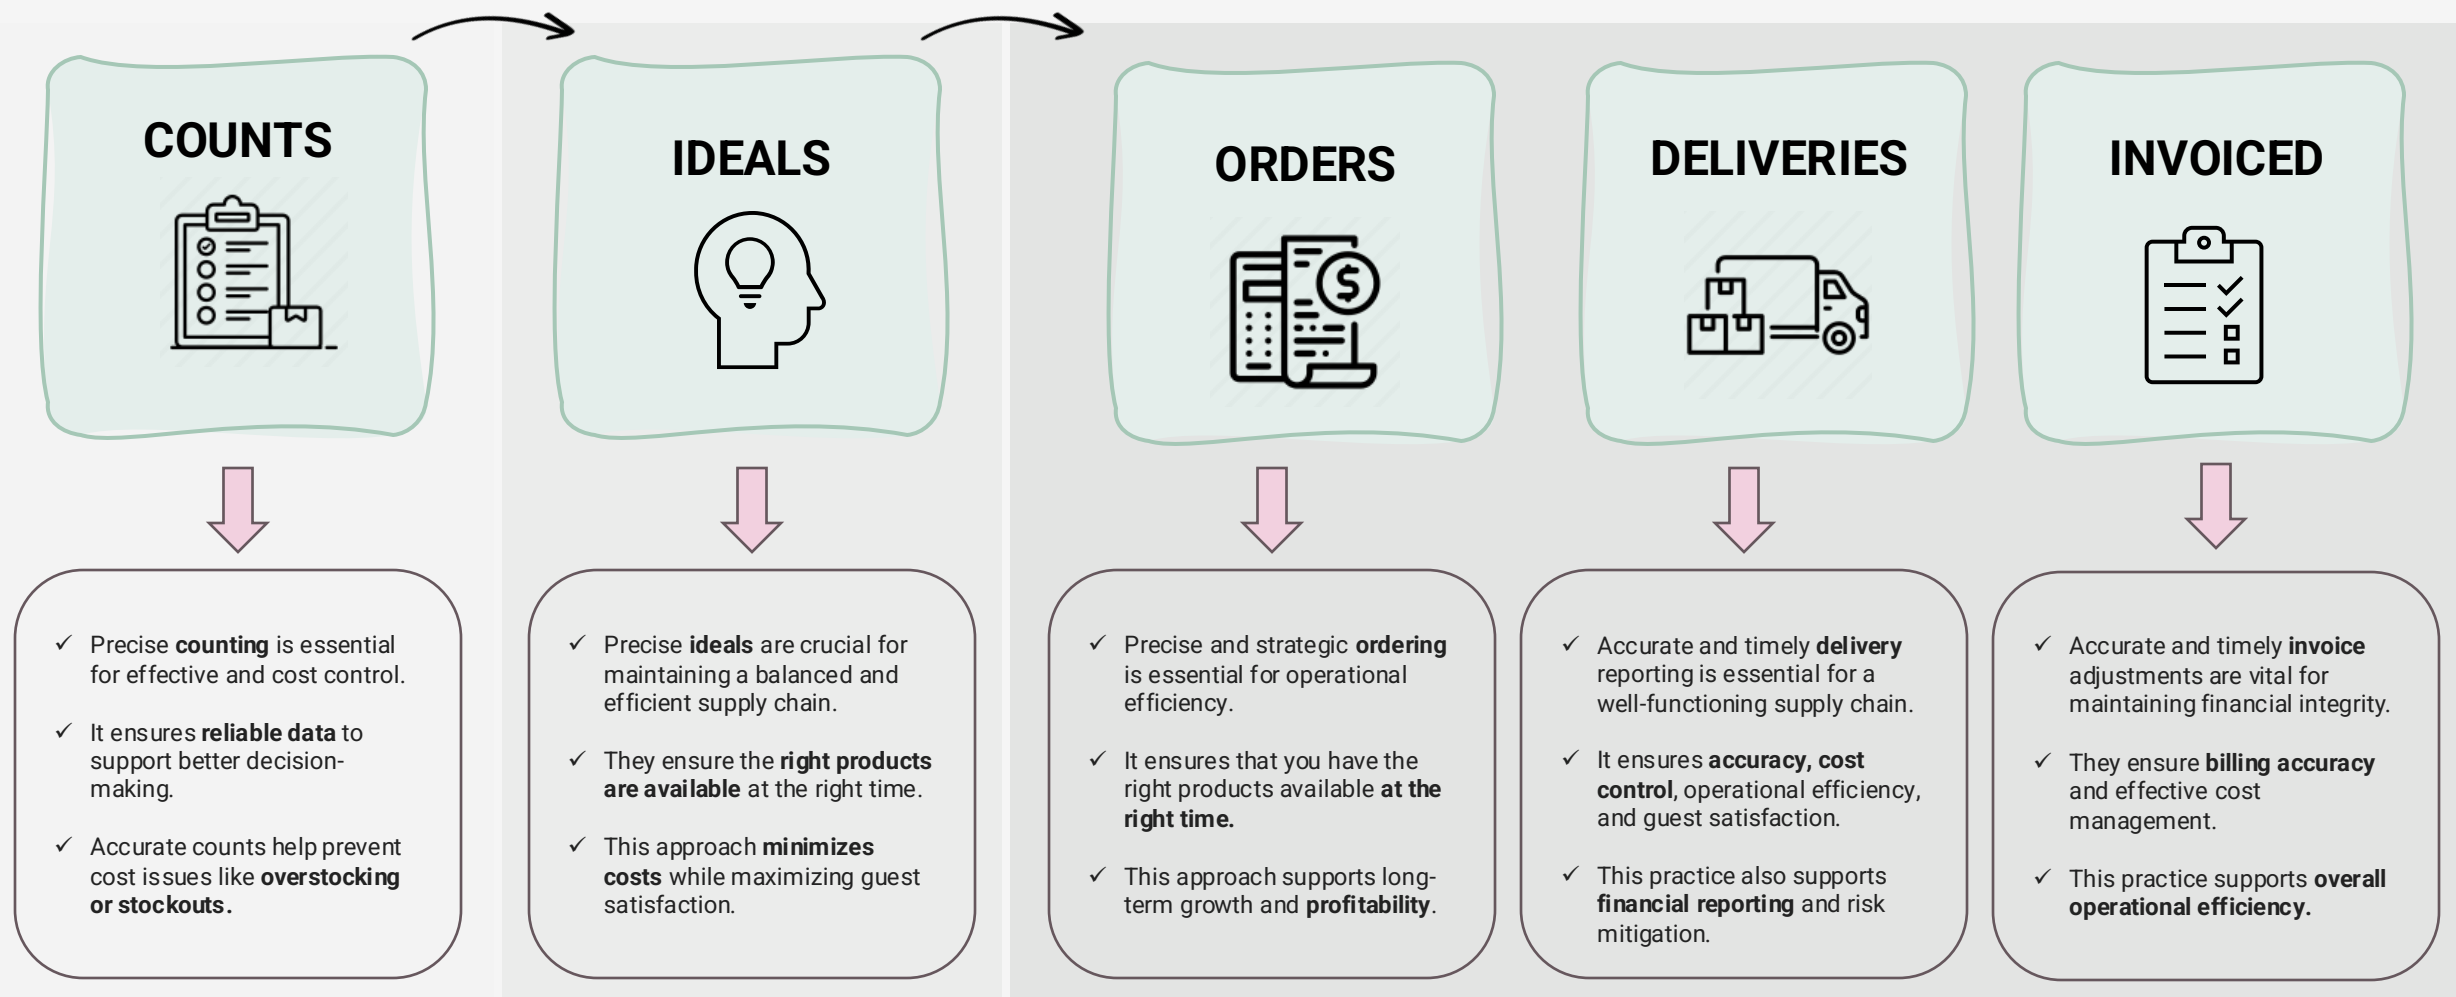 COUNTS
Precise counting is essential
for effective and cost control.
It ensures reliable data to
support better decision-
making.
Accurate counts help prevent
cost issues like overstocking
or stockouts.
IDEALS
Precise ideals are crucial for
maintaining a balanced and
efficient supply chain.
They ensure the right products
are available at the right time.
This approach minimizes
costs while maximizing guest
satisfaction.
ORDERS
$
Precise and strategic ordering
is essential for operational
efficiency.
It ensures that you have the
right products available at the
right time.
This approach supports long-
term growth and profitability.
DELIVERIES
Accurate and timely delivery
reporting is essential for a
well-functioning supply chain.
It ensures accuracy, cost
control, operational efficiency,
and guest satisfaction.
This practice also supports
financial reporting and risk
mitigation.
INVOICED
Accurate and timely invoice
adjustments are vital for
maintaining financial integrity.
They ensure billing accuracy
and effective cost
management.
This practice supports overall
operational efficiency.